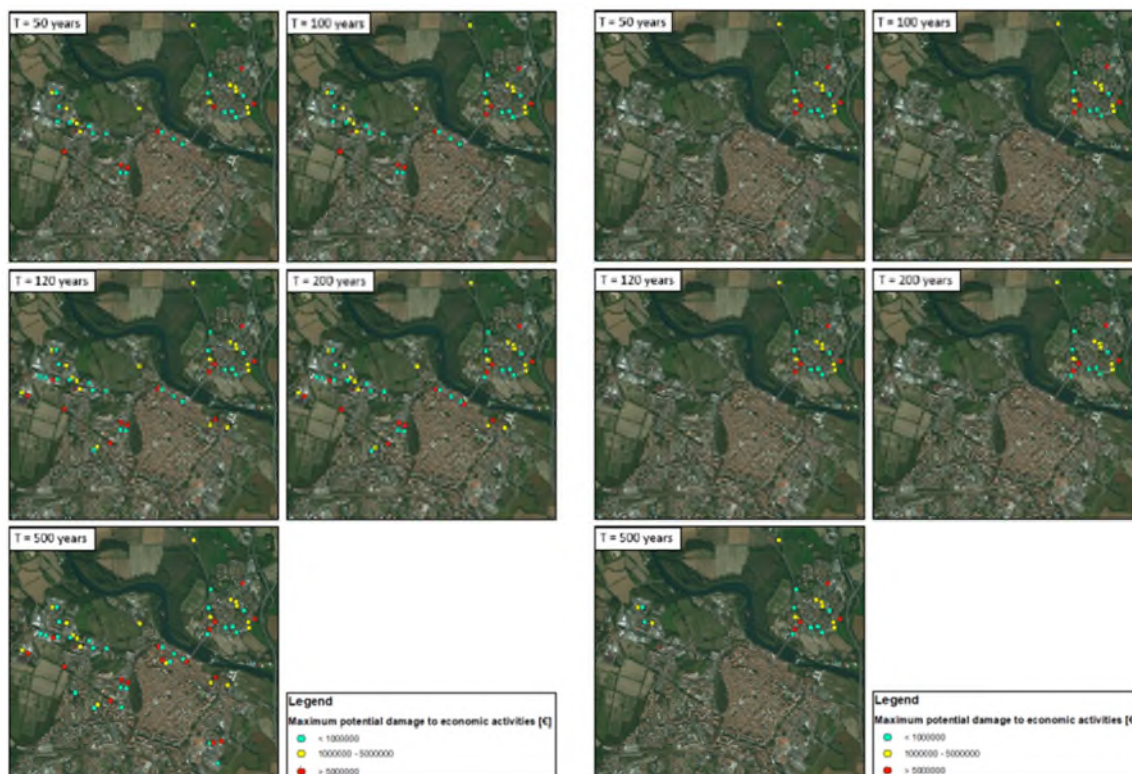 T = 50 years
T = 100 years
T = 120 years
T = 200 years
T = 500 years
Legend
Maximum potential damage to economic activities [€]
< 1000000
1000000 - 5000000
> 5000000
T = 50 years
T = 100 years
T = 120 years
T = 200 years
T = 500 years
Legend
Maximum potential damage to economic activities [€]
< 1000000
1000000 - 5000000
> 5000000